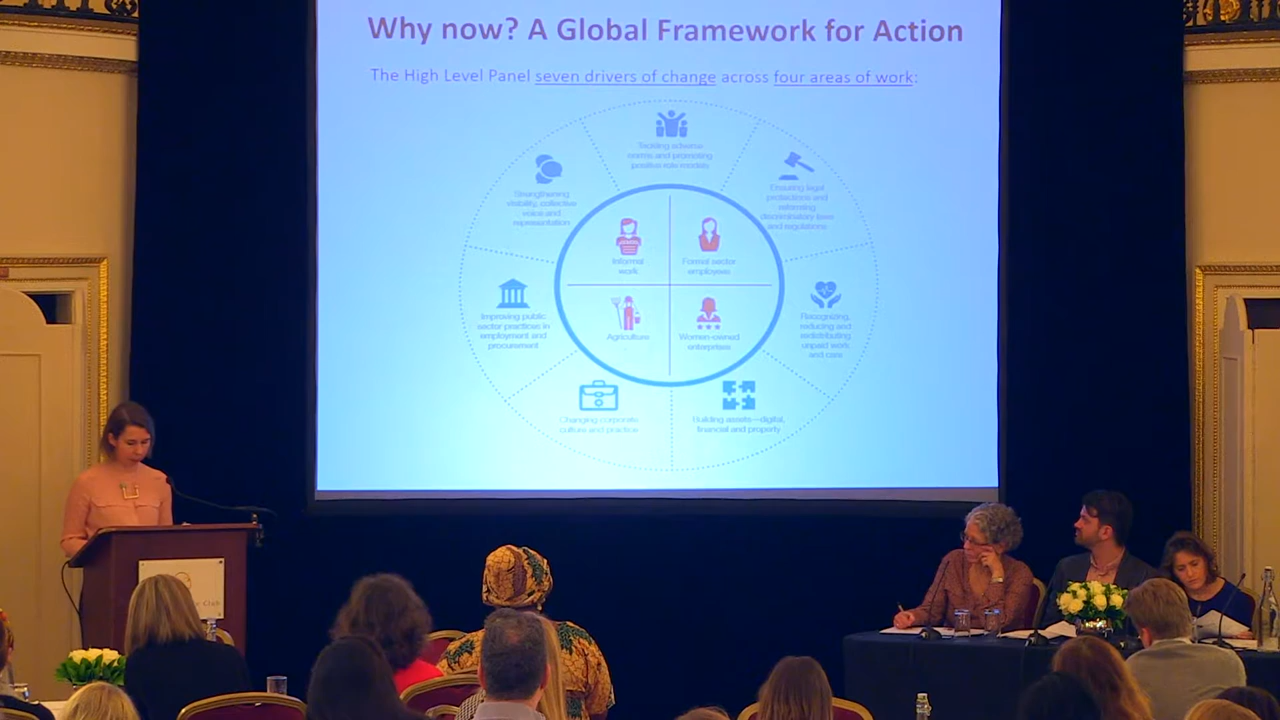 Why now? A Global Framework for Action
The High Level Panel seven drivers of change across four areas of work:
Tackling adverse
norms and promoting
positive role models
Ensuring legal
protections and
reforming
discriminatory laws
and regulations
Strengthening
visibility, collective
voice and
representation
Informal
work
Formal sector
employees
Improving public
sector practices in
employment and
procurement
Recognizing,
reducing and
redistributing
unpaid work
and care
Agriculture
Women-owned
enterprises
Changing corporate
culture and practice
Building assets—digital,
financial and property
Club